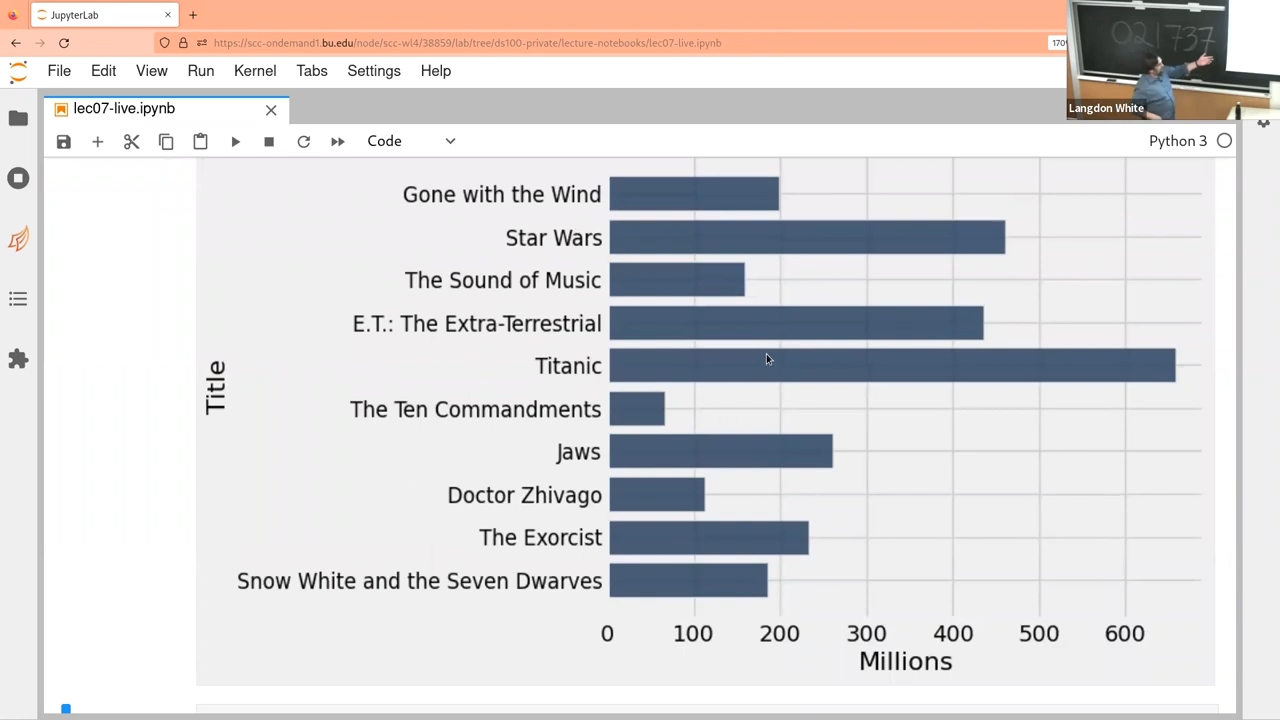 JupyterLab
https://scc-ondemand1.bu.edu/node/scc-wl4/38859/lab/tree/ds100-private/lecture-notebooks/lec07-live.ipynb
170%
021737
Langdon White
File Edit View Run Kernel Tabs Settings Help
lec07-live.ipynb
Code
Python 3
Gone with the Wind
Star Wars
The Sound of Music
E.T.: The Extra-Terrestrial
Titanic
The Ten Commandments
Jaws
Doctor Zhivago
The Exorcist
Snow White and the Seven Dwarves
Title
0 100 200 300 400 500 600
Millions